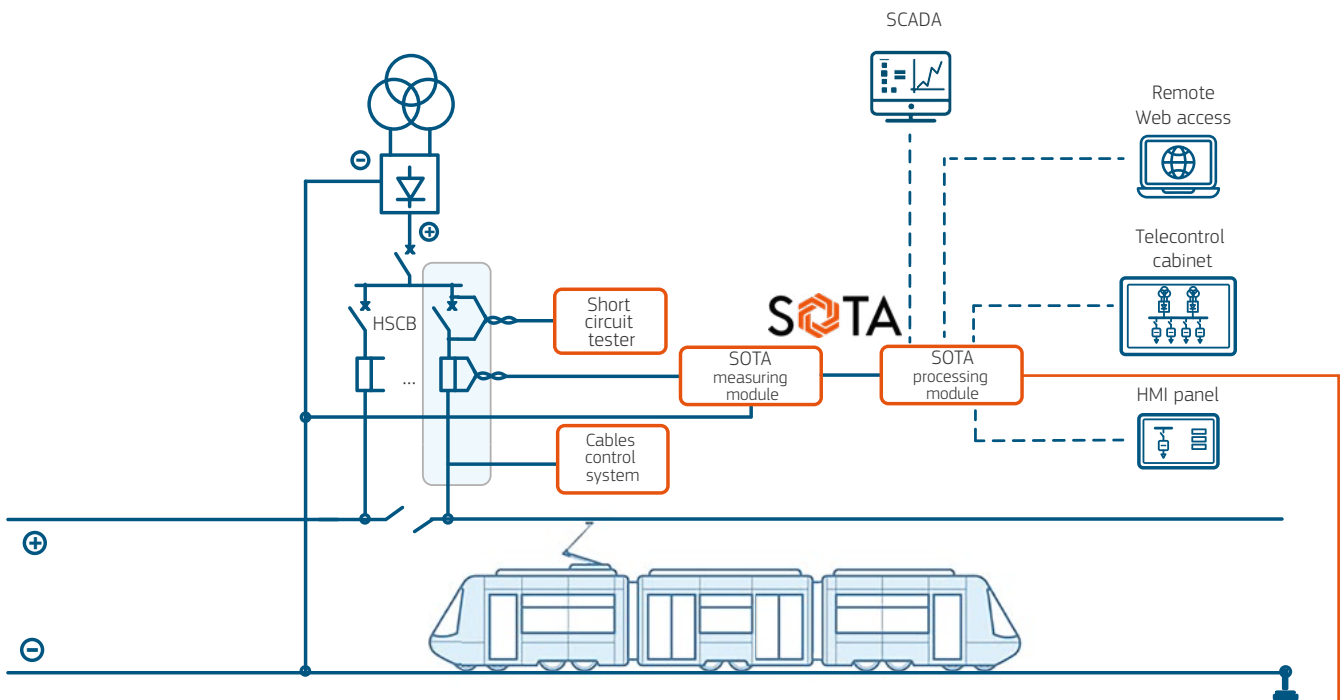 SCADA
Remote
Web access
Telecontrol
cabinet
HSCB
...
Short
circuit
tester
SOTA
SOTA
measuring
module
SOTA
processing
module
HMI panel
Cables
control
system